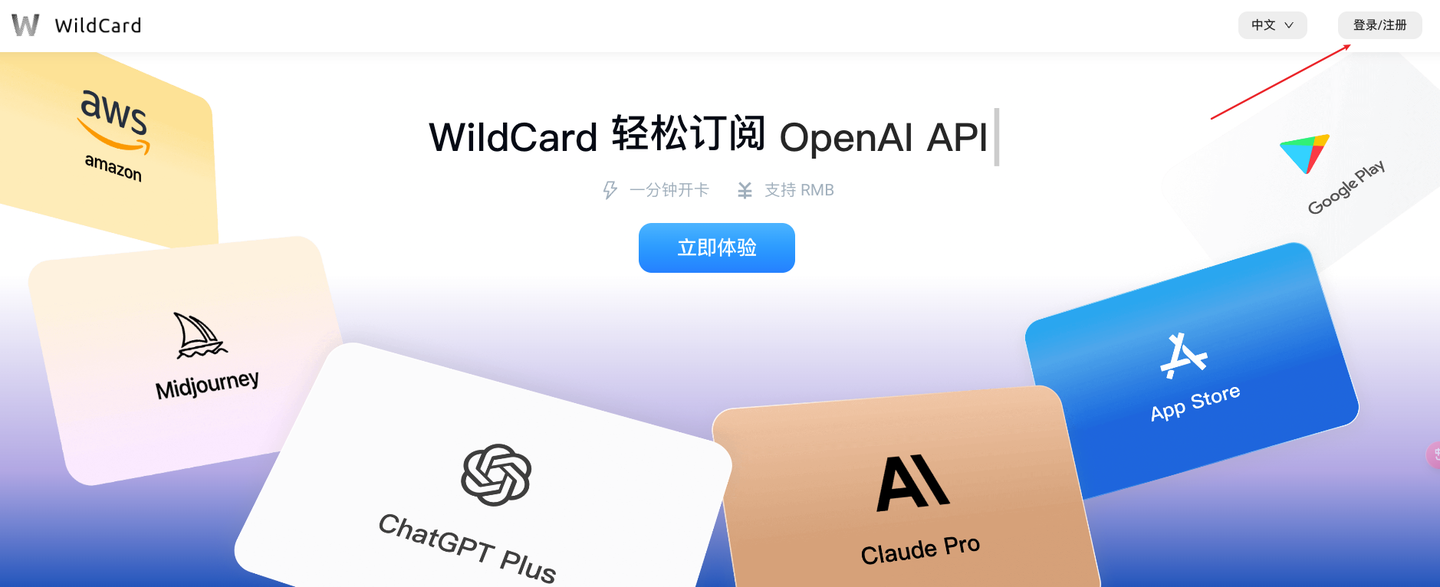 W WildCard
中文
登录/注册
aws
amazon
WildCard 轻松订阅 OpenAI API
Google Play
一分钟开卡
支持 RMB
立即体验
Midjourney
App Store
ChatGPT Plus
A\
Claude Pro